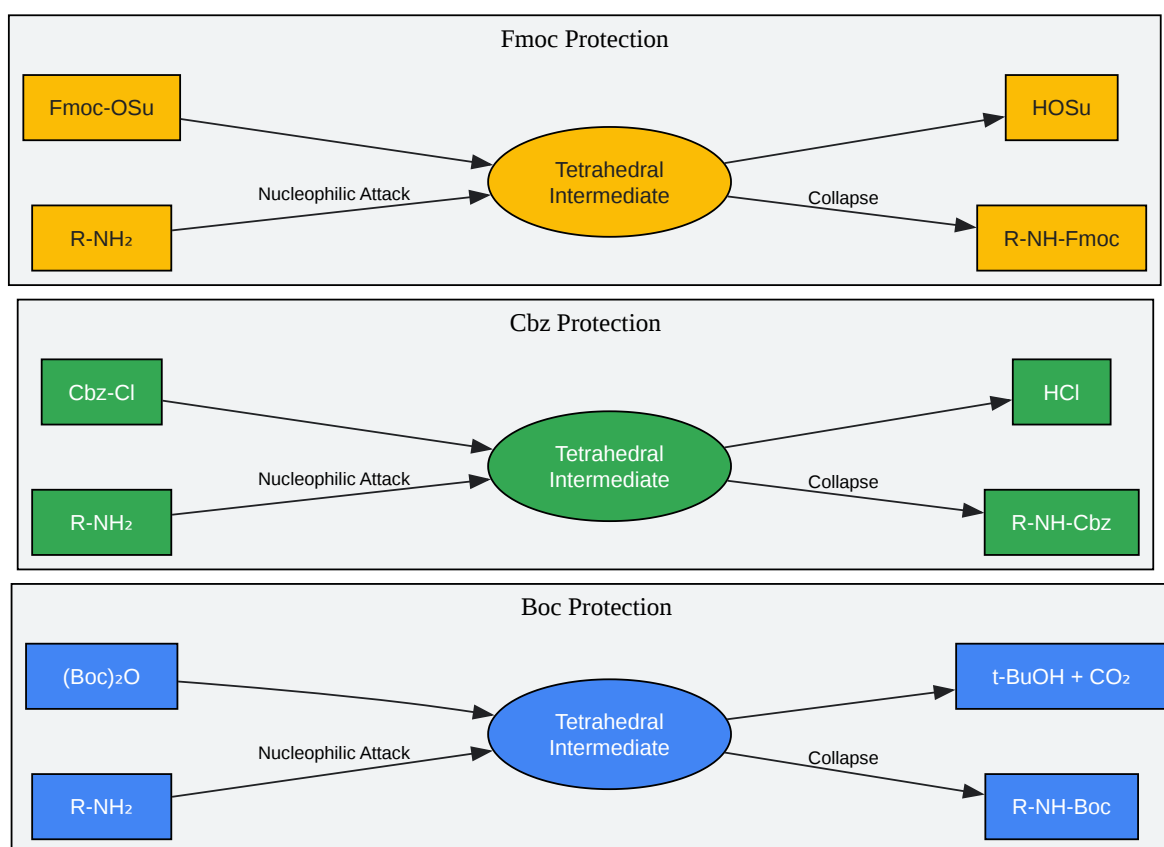 Fmoc Protection
Fmoc-OSu
HOSu
Tetrahedral
Intermediate
Nucleophilic Attack
Collapse
R-NH₂
R-NH-Fmoc
Cbz Protection
Cbz-Cl
HCl
Tetrahedral
Intermediate
Nucleophilic Attack
Collapse
R-NH₂
R-NH-Cbz
Boc Protection
(Boc)₂O
t-BuOH + CO₂
Tetrahedral
Intermediate
Nucleophilic Attack
Collapse
R-NH₂
R-NH-Boc